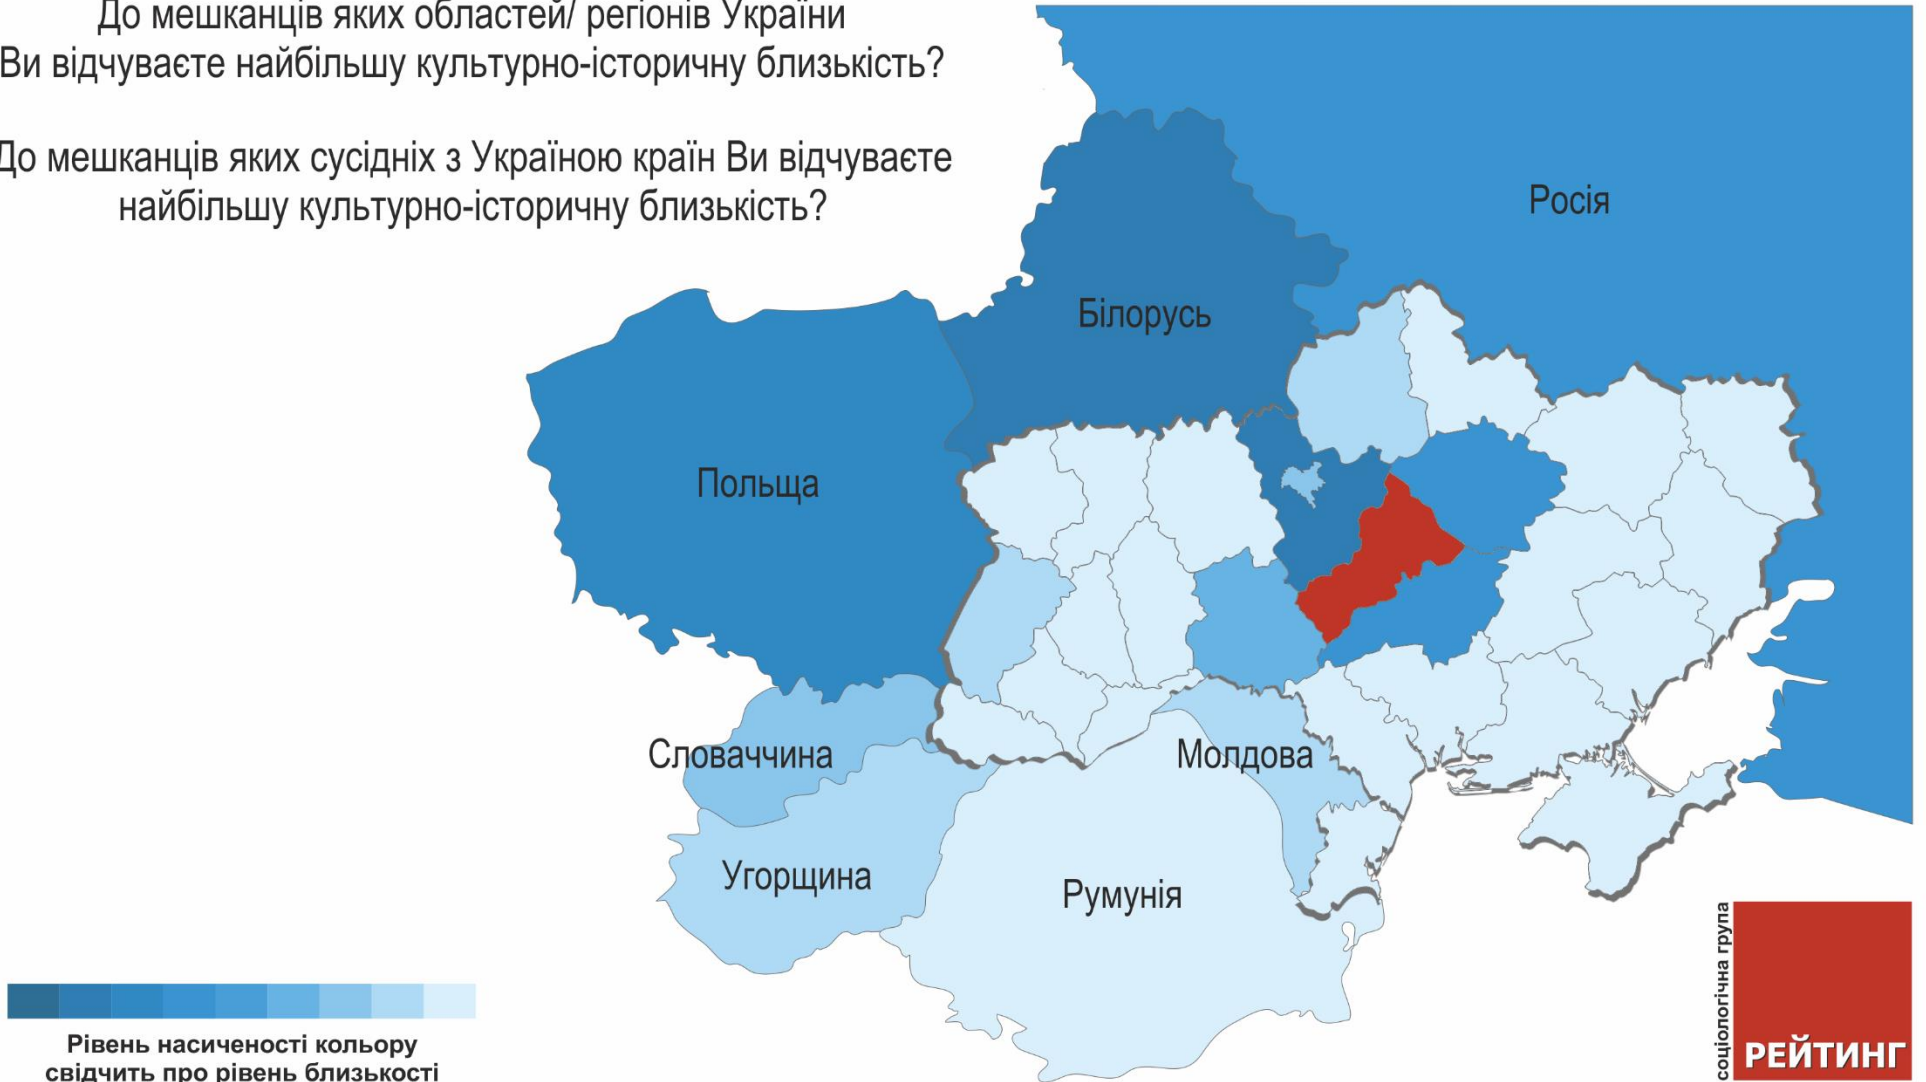 До мешканців яких областей/ регіонів України
Ви відчуваєте найбільшу культурно-історичну близькість?
До мешканців яких сусідніх з Україною країн Ви відчуваєте
найбільшу культурно-історичну близькість?
Росія
Білорусь
Польща
Словаччина
Молдова
Угорщина
Румунія
Рівень насиченості кольору
свідчить про рівень близькості
соціологічна група
РЕЙТИНГ